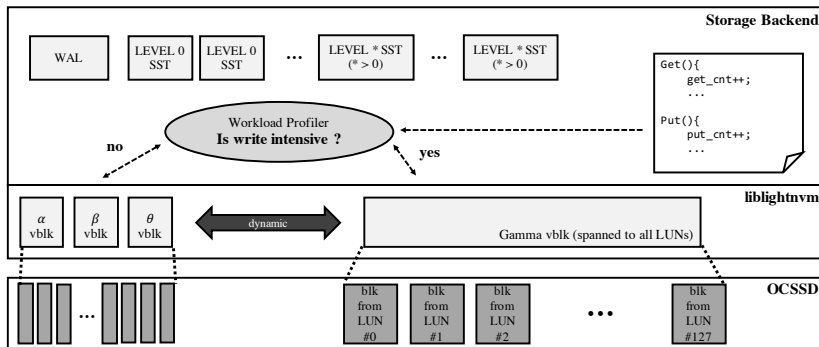 Storage Backend
WAL
LEVEL 0
SST
LEVEL 0
SST
...
LEVEL * SST
(* > 0)
...
LEVEL * SST
(* > 0)
Get(){
get_cnt++;
...
Put(){
put_cnt++;
...
Workload Profiler
Is write intensive ?
no
yes
liblightnvm
α
vblk
β
vblk
θ
vblk
dynamic
Gamma vblk (spanned to all LUNs)
OCSSD
...
blk
from
LUN
#0
blk
from
LUN
#1
blk
from
LUN
#2
...
blk
from
LUN
#127